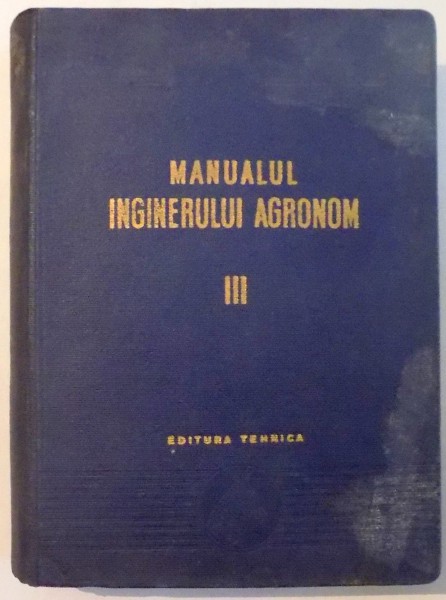 MANUALUL
INGINERULUI AGRONOM
III
EDITURA TEHNICA